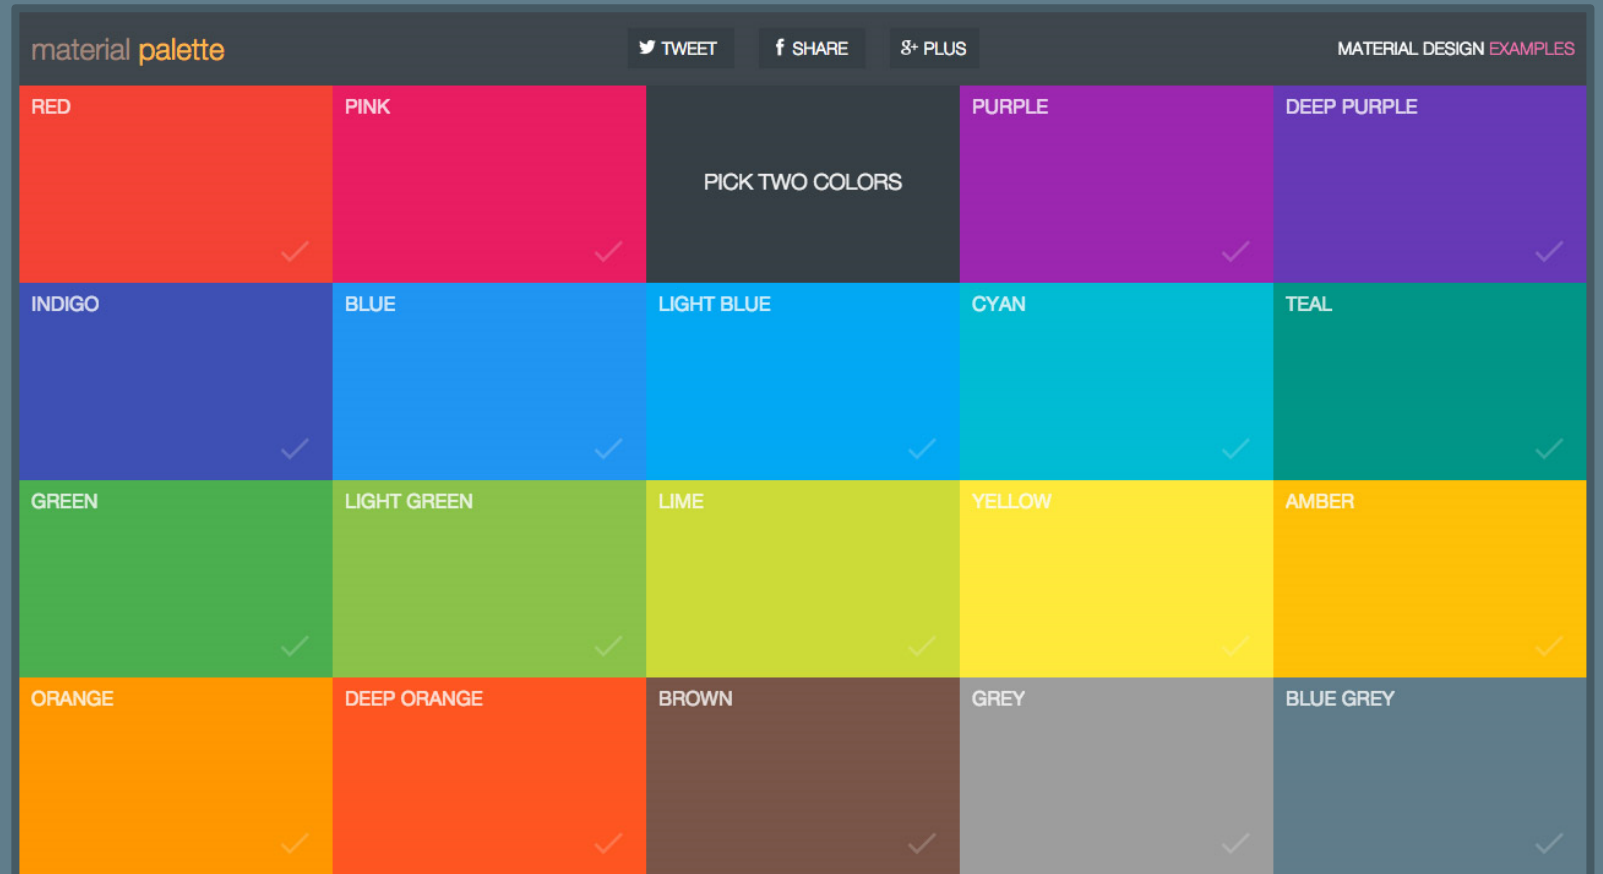 material palette
TWEET
SHARE
8+ PLUS
MATERIAL DESIGN EXAMPLES
RED
PINK
PICK TWO COLORS
PURPLE
DEEP PURPLE
INDIGO
BLUE
LIGHT BLUE
CYAN
TEAL
GREEN
LIGHT GREEN
LIME
YELLOW
AMBER
ORANGE
DEEP ORANGE
BROWN
GREY
BLUE GREY